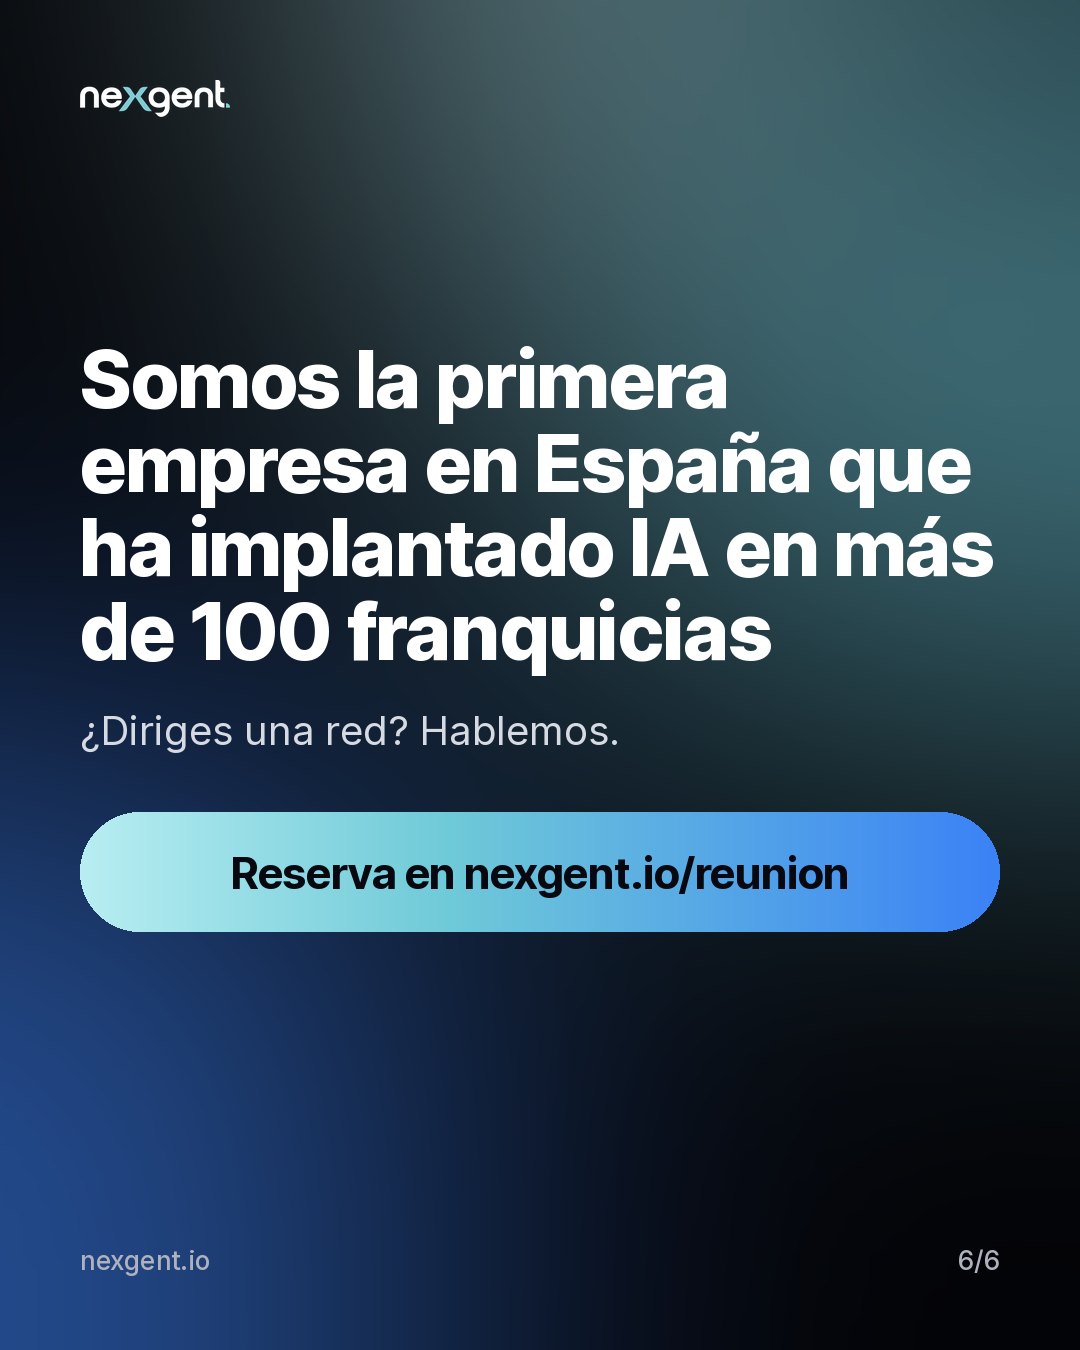 nexgent.
Somos la primera
empresa en España que
ha implantado IA en más
de 100 franquicias
¿Diriges una red? Hablemos.
Reserva en nexgent.io/reunion
nexgent.io
6/6